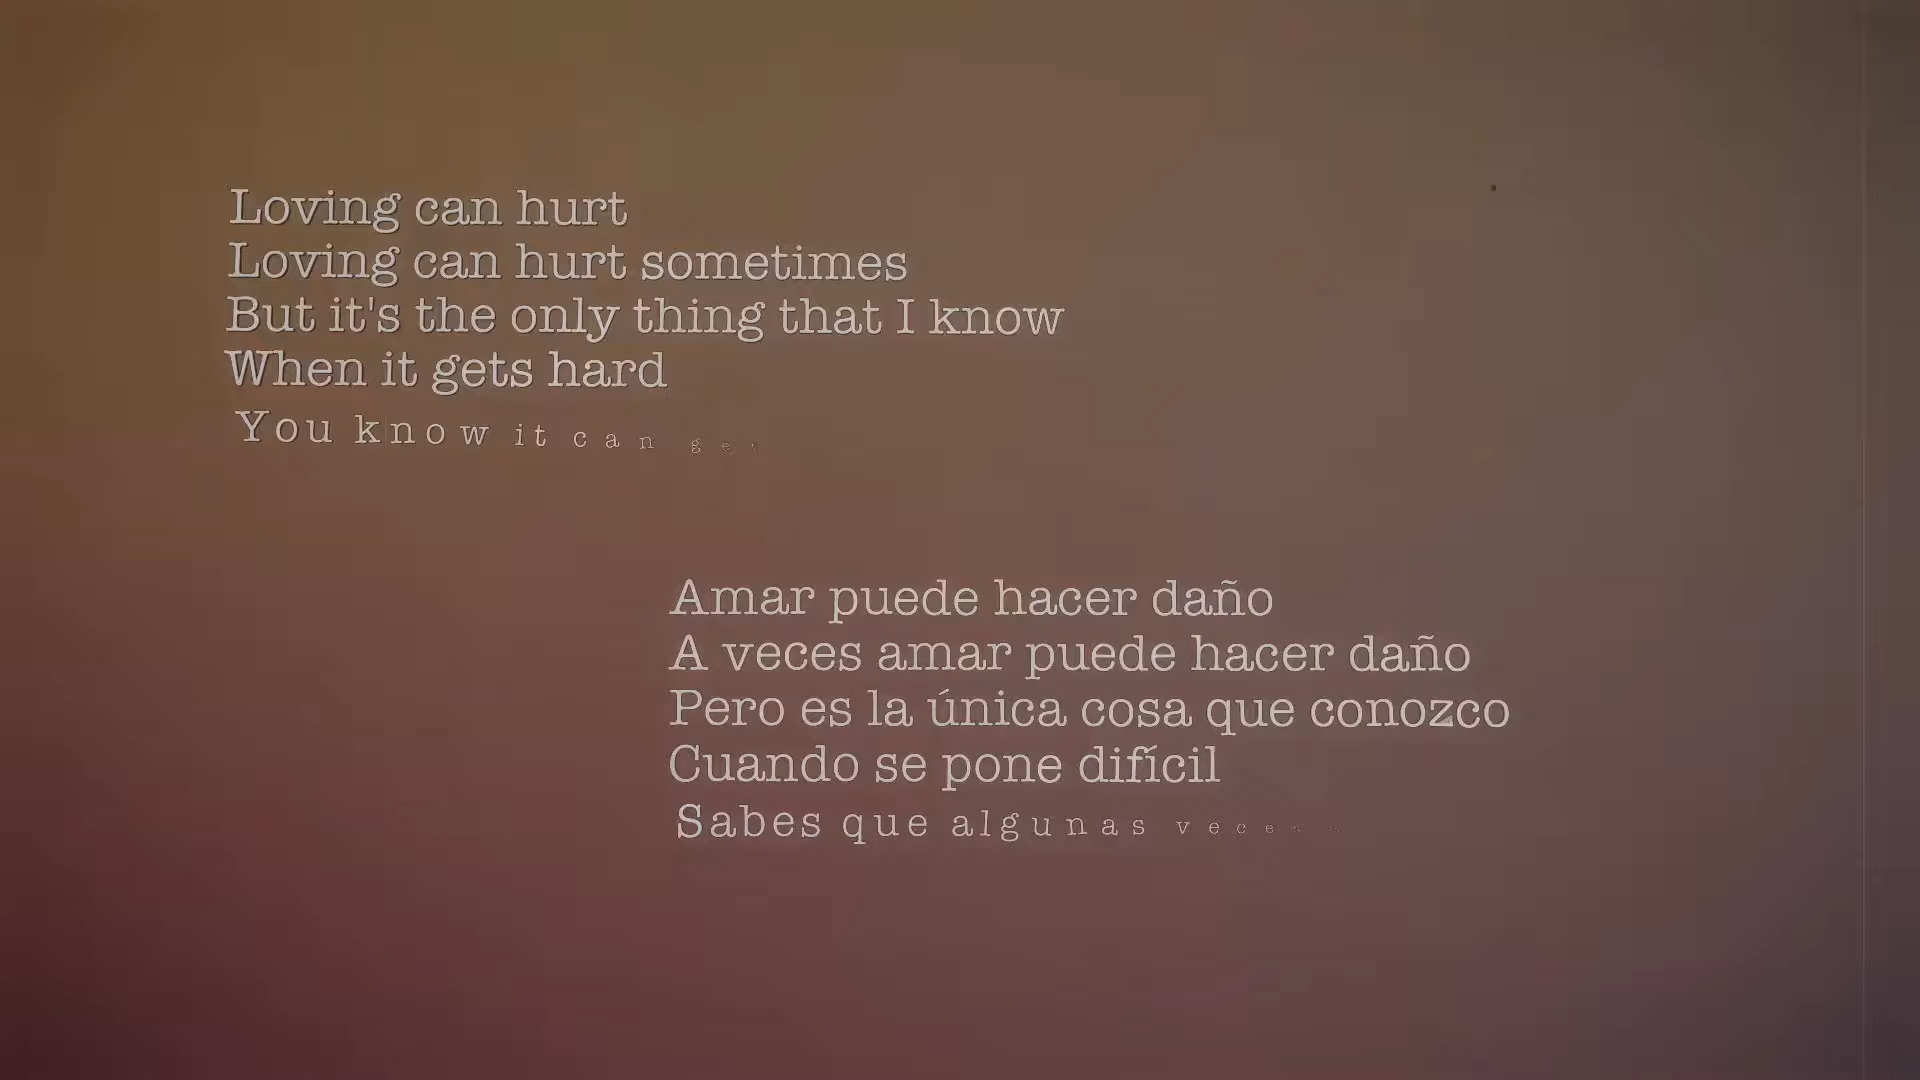 Loving can hurt
Loving can hurt sometimes
But it's the only thing that I know
When it gets hard
You know it can
Amar puede hacer daño
A veces amar puede hacer daño
Pero es la única cosa que conozco
Cuando se pone difícil
Sabes que algunas veces